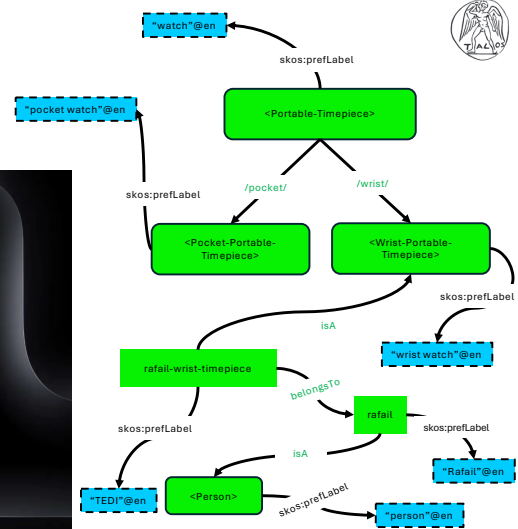 "watch"@en
TALOS
skos:prefLabel
"pocket watch"@en
<Portable-Timepiece>
/pocket/
/wrist/
skos:prefLabel
<Pocket-Portable-
Timepiece>
<Wrist-Portable-
Timepiece>
skos:prefLabel
isA
"wrist watch"@en
rafail-wrist-timepiece
belongsTo
rafail
skos:prefLabel
skos:prefLabel
isA
"Rafail"@en
"TEDI"@en
<Person>
skos:prefLabel
"person"@en